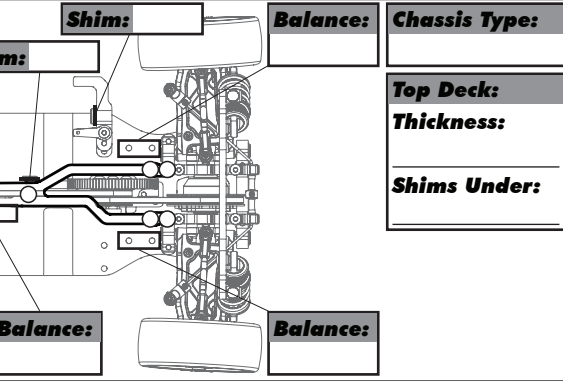 Shim:
Balance:
Chassis Type:
m:
Top Deck:
Thickness:
Shims Under:
Balance:
Balance: